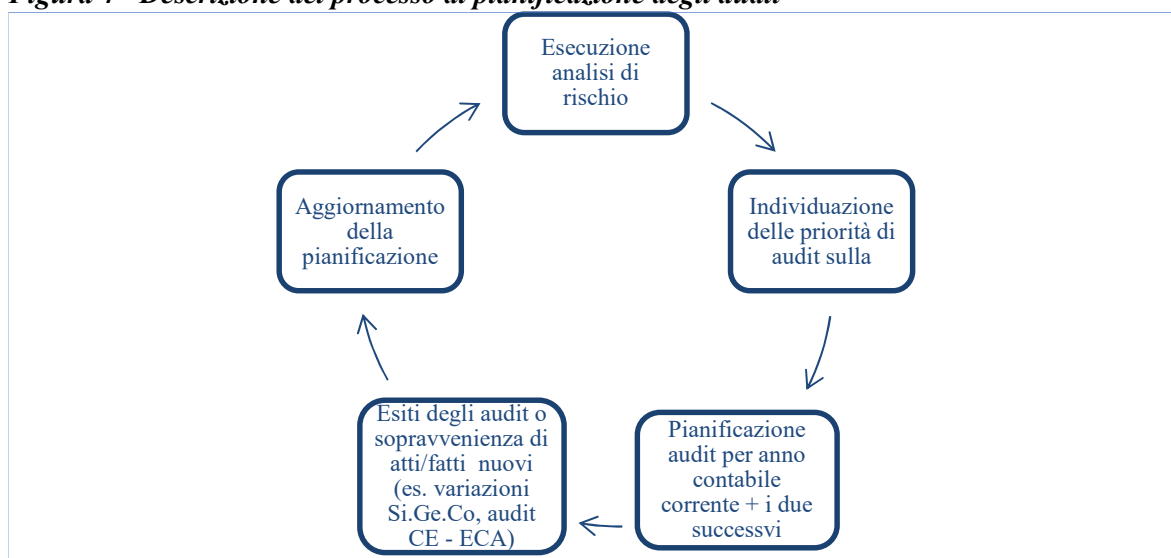 Figura 4 - Descrizione del processo di pianificazione degli audit
Esecuzione
analisi di
rischio
Individuazione
delle priorità di
audit sulla
Pianificazione
audit per anno
contabile
corrente + i due
successvi
Esiti degli audit o
sopravvenienza di
atti/fatti nuovi
(es. variazioni
Si.Ge.Co, audit
CE - ECA)
Aggiornamento
della
pianificazione